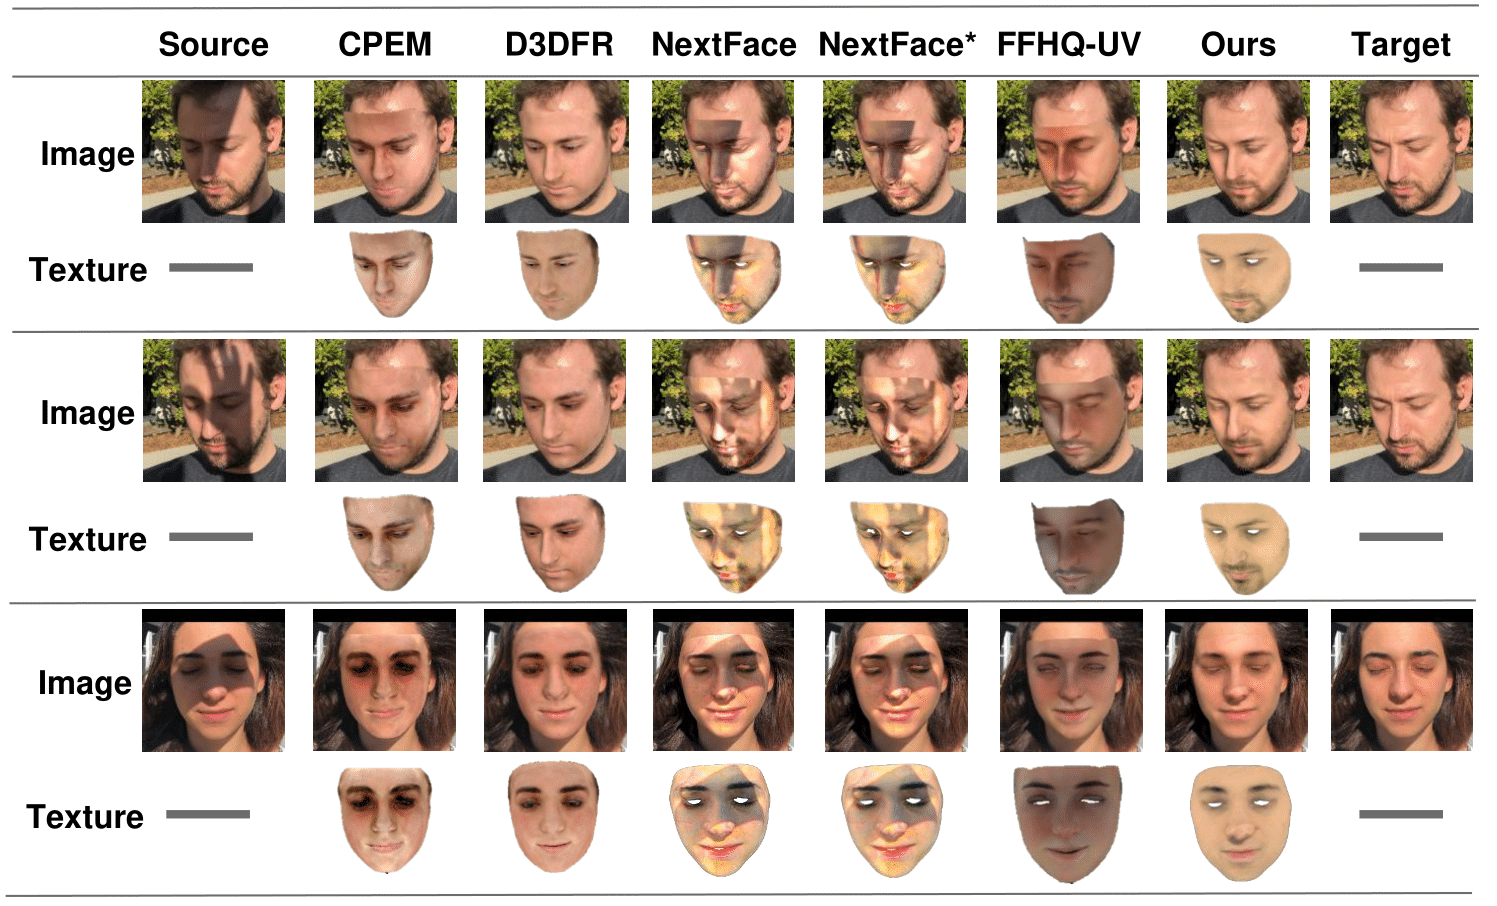 Source CPEM D3DFR NextFace NextFace* FFHQ-UV Ours Target
Image
Texture
Image
Texture
Image
Texture